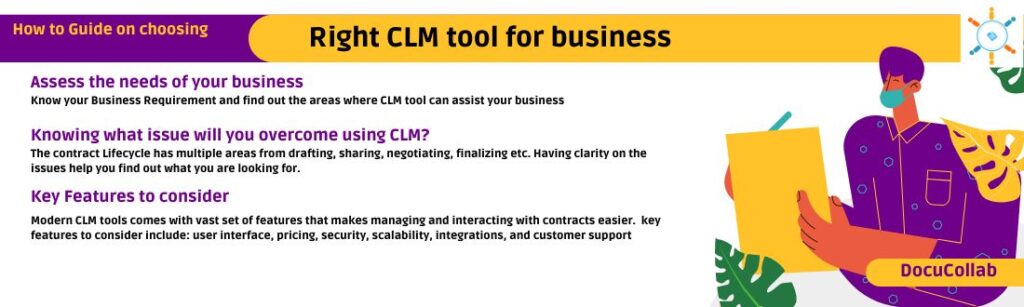 How to Guide on choosing
Right CLM tool for business
Assess the needs of your business
Know your Business Requirement and find out the areas where CLM tool can assist your business
Knowing what issue will you overcome using CLM?
The contract Lifecycle has multiple areas from drafting, sharing, negotiating, finalizing etc. Having clarity on the
issues help you find out what you are looking for.
Key Features to consider
Modern CLM tools comes with vast set of features that makes managing and interacting with contracts easier. key
features to consider include: user interface, pricing, security, scalability, integrations, and customer support
DocuCollab